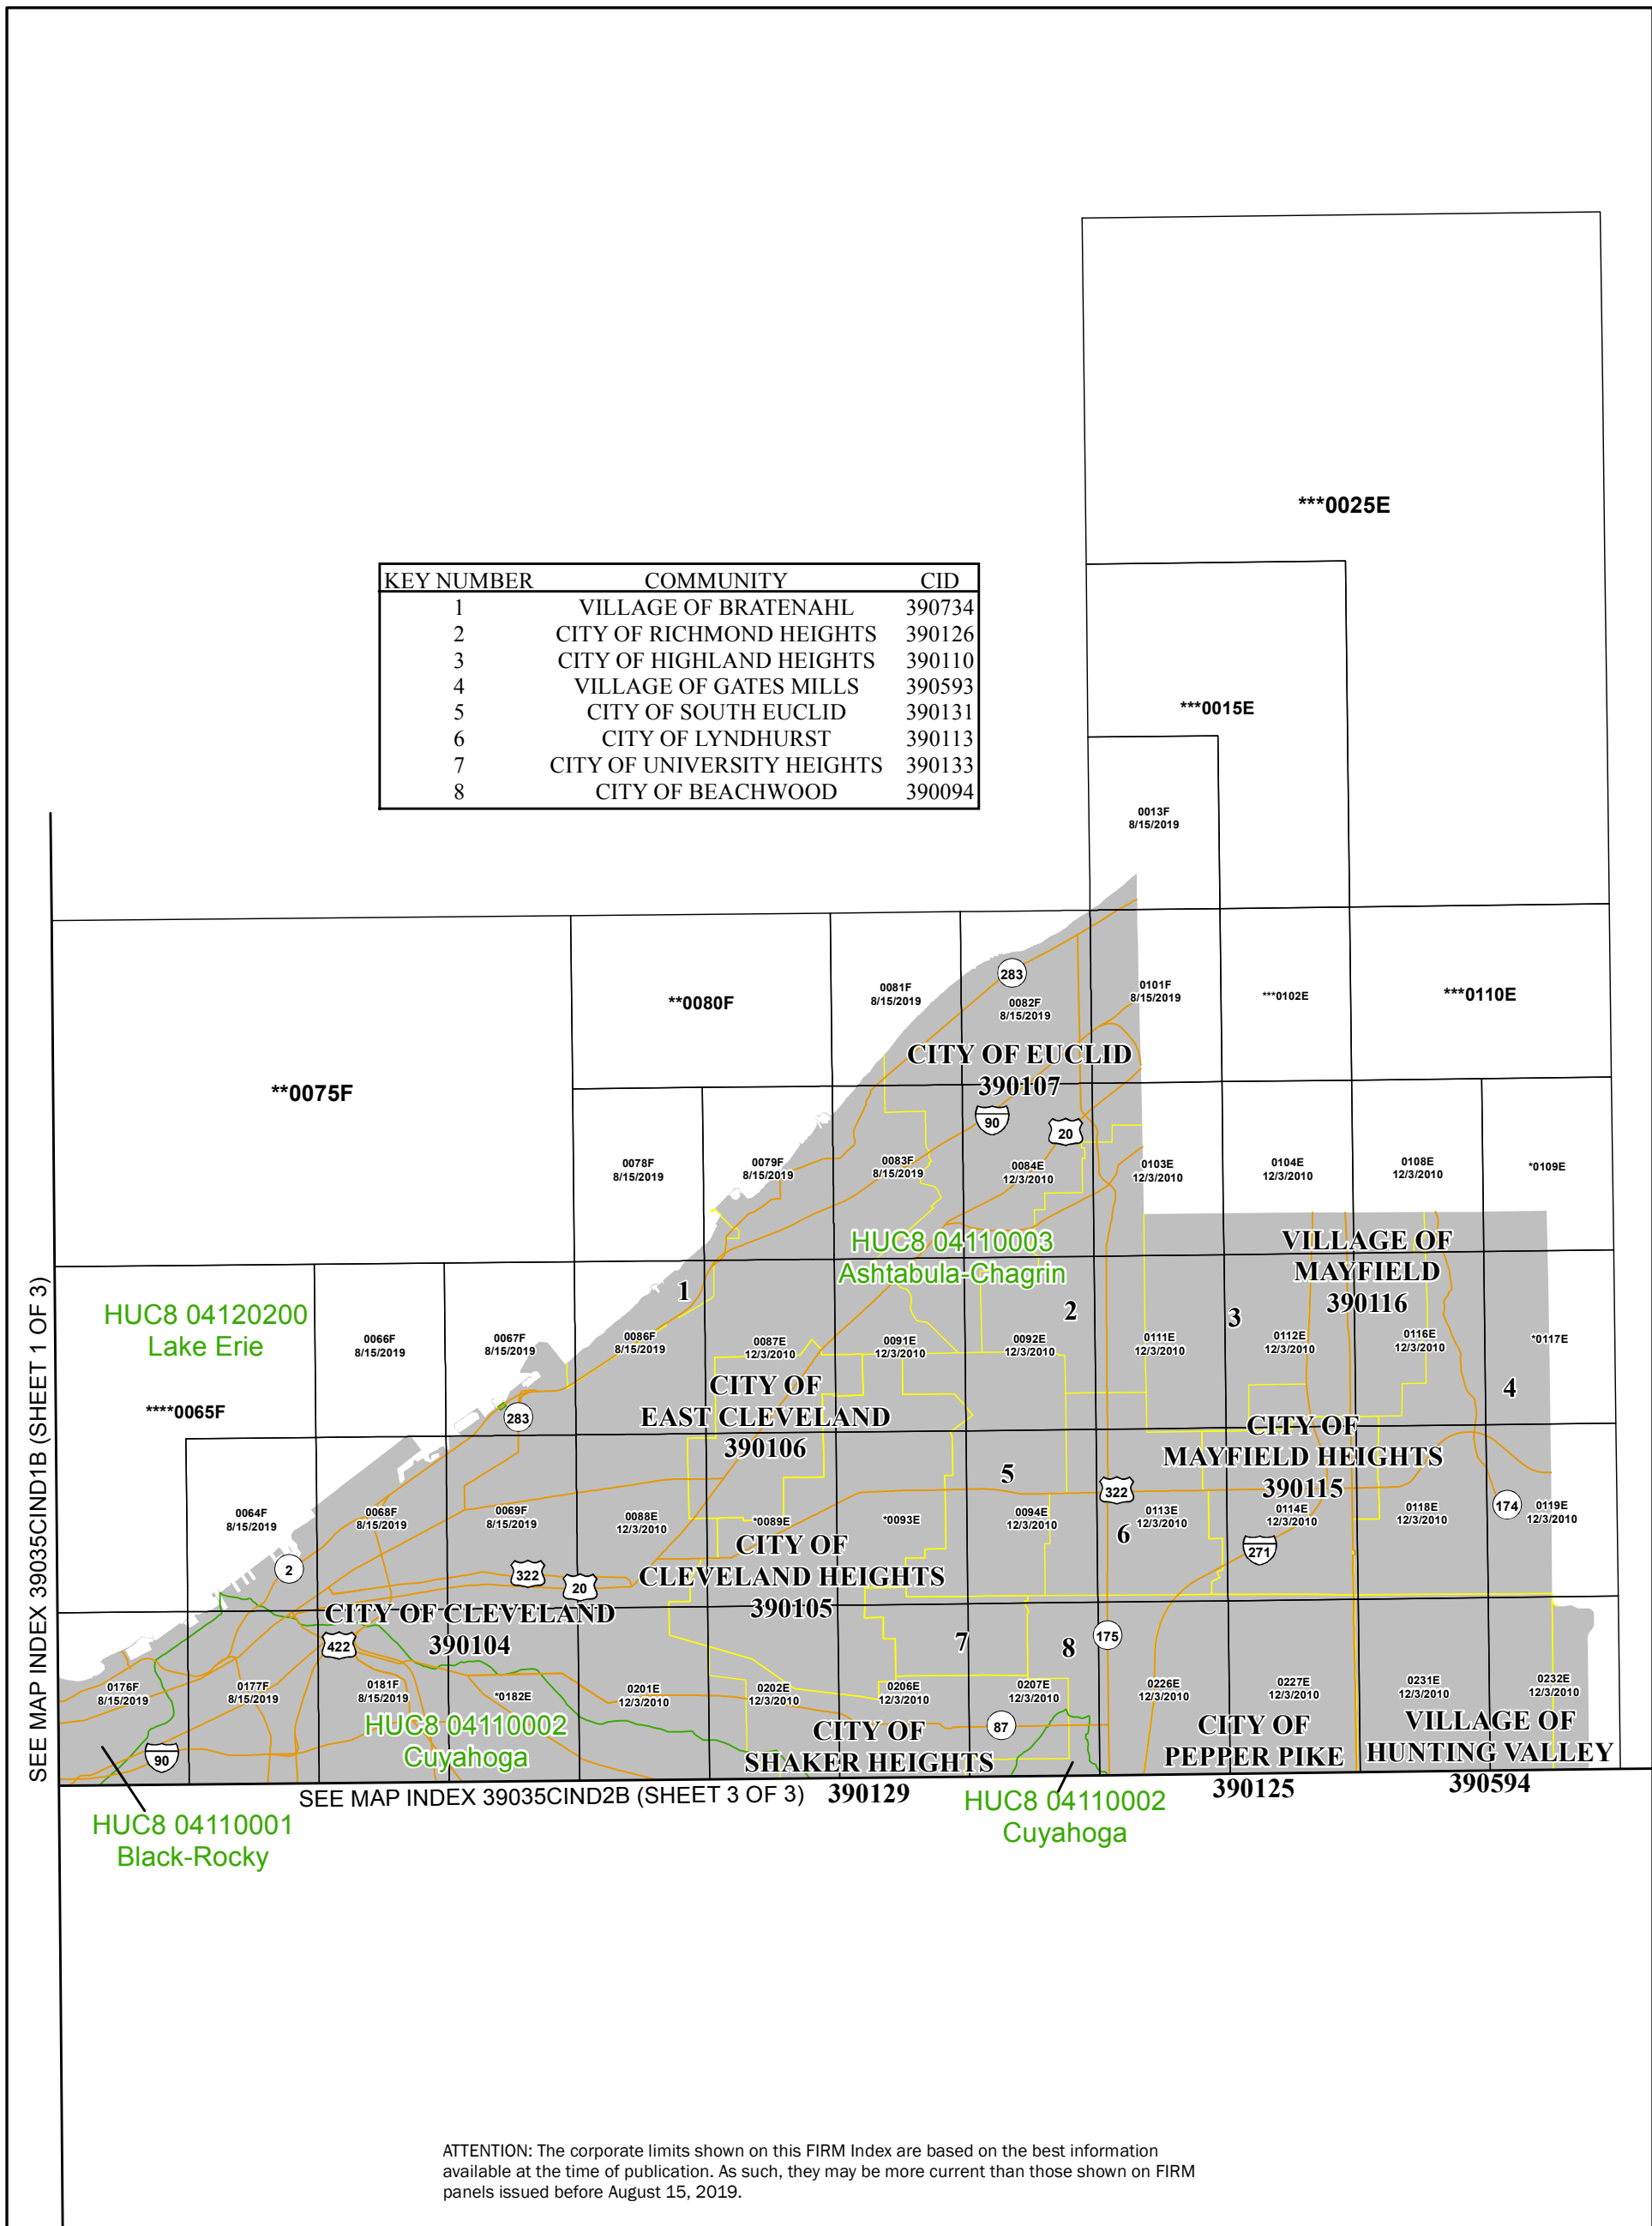 ***0025E
KEY NUMBER COMMUNITY CID
1 VILLAGE OF BRATENAHL 390734
2 CITY OF RICHMOND HEIGHTS 390126
3 CITY OF HIGHLAND HEIGHTS 390110
4 VILLAGE OF GATES MILLS 390593
5 CITY OF SOUTH EUCLID 390131
6 CITY OF LYNDHURST 390113
7 CITY OF UNIVERSITY HEIGHTS 390133
8 CITY OF BEACHWOOD 390094
***0015E
0013F
8/15/2019
**0075F
**0080F
0081F
8/15/2019
283
0082F
8/15/2019
0101F
8/15/2019
***0102E
***0110E
CITY OF EUCLID
390107
90
20
0078F
8/15/2019
0079F
8/15/2019
0083F
8/15/2019
0084E
12/3/2010
0103E
12/3/2010
0104E
12/3/2010
0108E
12/3/2010
*0109E
HUC8 04110003
Ashtabula-Chagrin
VILLAGE OF
MAYFIELD
390116
HUC8 04120200
Lake Erie
****0065F
0066F
8/15/2019
0067F
8/15/2019
1
0086F
8/15/2019
0087E
12/3/2010
0091E
12/3/2010
2
0092E
12/3/2010
0111E
12/3/2010
3
0112E
12/3/2010
0116E
12/3/2010
*0117E
4
283
CITY OF
EAST CLEVELAND
390106
CITY OF
MAYFIELD HEIGHTS
390115
5
322
174
0064F
8/15/2019
0068F
8/15/2019
0069F
8/15/2019
0088E
12/3/2010
*0089E
*0093E
0094E
12/3/2010
6
0113E
12/3/2010
0114E
12/3/2010
0118E
12/3/2010
0119E
12/3/2010
271
2
322
20
CITY OF
CLEVELAND HEIGHTS
390105
CITY OF CLEVELAND
390104
422
7
8
175
0176F
8/15/2019
0177F
8/15/2019
0181F
8/15/2019
*0182E
0201E
12/3/2010
0202E
12/3/2010
0206E
12/3/2010
0207E
12/3/2010
0226E
12/3/2010
0227E
12/3/2010
0231E
12/3/2010
0232E
12/3/2010
90
HUC8 04110002
Cuyahoga
87
CITY OF
SHAKER HEIGHTS
390129
CITY OF
PEPPER PIKE
390125
VILLAGE OF
HUNTING VALLEY
390594
SEE MAP INDEX 39035CIND1B (SHEET 1 OF 3)
SEE MAP INDEX 39035CIND2B (SHEET 3 OF 3)
HUC8 04110001
Black-Rocky
HUC8 04110002
Cuyahoga
ATTENTION: The corporate limits shown on this FIRM Index are based on the best information
available at the time of publication. As such, they may be more current than those shown on FIRM
panels issued before August 15, 2019.